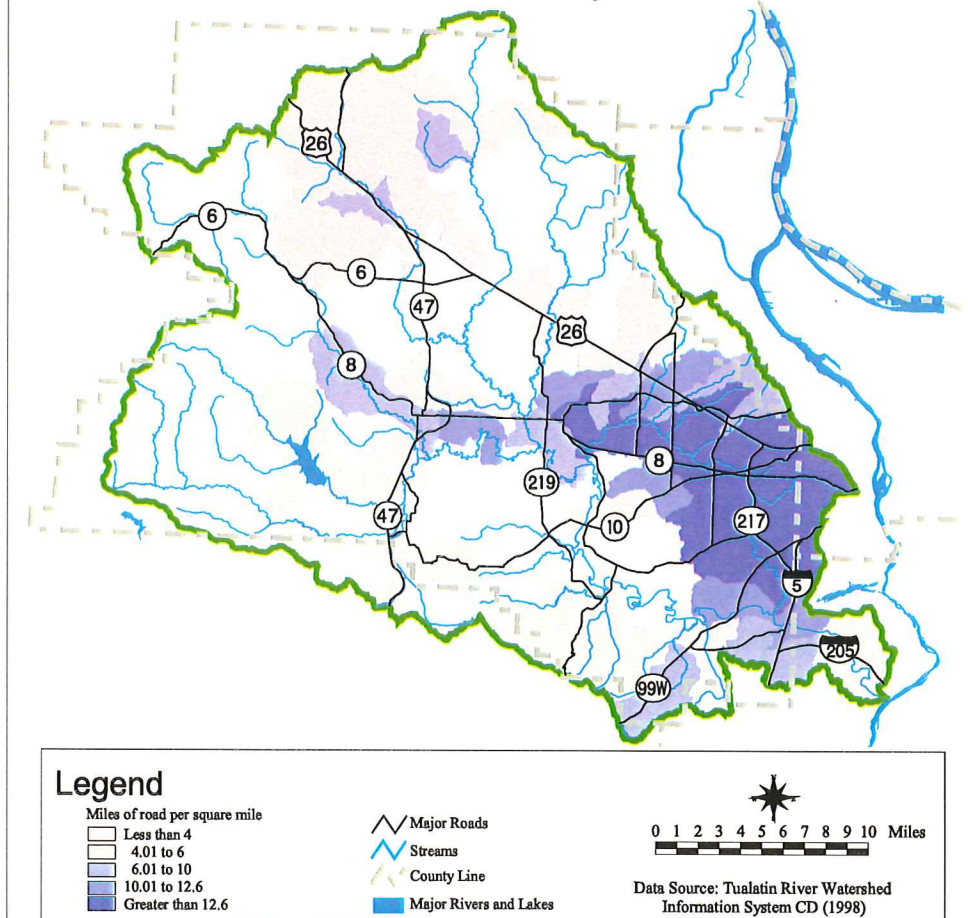 26
6
6
47
26
8
8
219
47
10
217
5
205
99W
Legend
Miles of road per square mile
Less than 4
4.01 to 6
6.01 to 10
10.01 to 12.6
Greater than 12.6
Major Roads
Streams
County Line
Major Rivers and Lakes
0 1 2 3 4 5 6 7 8 9 10 Miles
Data Source: Tualatin River Watershed
Information System CD (1998)